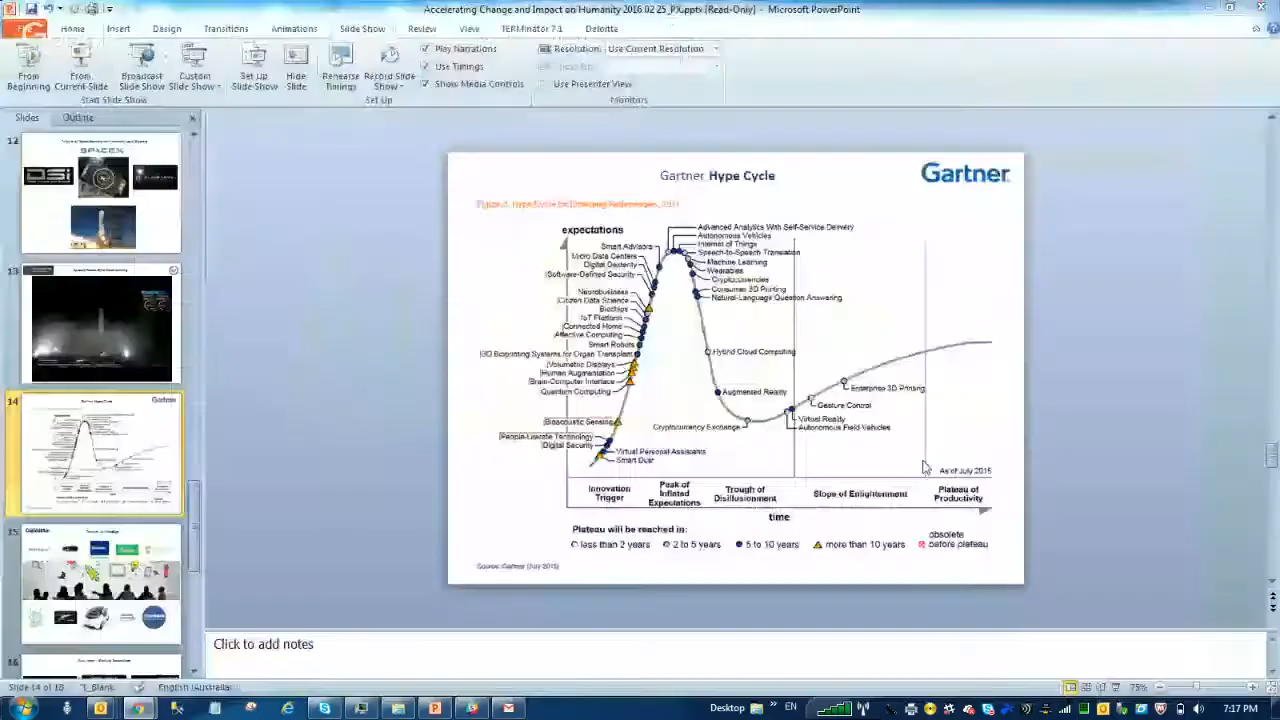 Accelerating Change and Impact on Humanity 2016 02 25_P).pptx [Read-Only] - Microsoft PowerPoint
Home Insert Design Transitions Animations Slide Show Review View TERMinator 7.1 Deloitte
From Beginning
From Current Slide
Broadcast Slide Show
Custom Slide Show
Set Up Slide Show
Hide Slide
Rehearse Timings
Record Slide Show
Play Narrations
Use Timings
Show Media Controls
Resolution: Use Current Resolution
Use Presenter View
Start Slide Show
Set Up
Monitors
Slides Outline
12
SPACEX
DSI
13
14
15
16
Gartner Hype Cycle
Gartner
expectations
Advanced Analytics With Self-Service Delivery
Autonomous Vehicles
Internet of Things
Speech-to-Speech Translation
Machine Learning
Wearables
Cryptocurrencies
Consumer 3D Printing
Natural-Language Question Answering
Smart Advisors
Micro Data Centers
Digital Dexterity
Software-Defined Security
Neurobusiness
Citizen Data Science
Biochips
IoT Platform
Connected Home
Affective Computing
Smart Robots
3D Bioprinting Systems for Organ Transplant
Volumetric Displays
Human Augmentation
Brain-Computer Interface
Quantum Computing
Bioacoustic Sensing
People-Literate Technology
Digital Security
Virtual Personal Assistants
Smart Dust
Hybrid Cloud Computing
Augmented Reality
Cryptocurrency Exchange
Enterprise 3D Printing
Gesture Control
Virtual Reality
Autonomous Field Vehicles
As of July 2015
Innovation Trigger
Peak of Inflated Expectations
Trough of Disillusionment
Slope of Enlightenment
Plateau of Productivity
time
Plateau will be reached in:
less than 2 years
2 to 5 years
5 to 10 years
more than 10 years
obsolete before plateau
Source: Gartner (July 2015)
Click to add notes
Slide 14 of 18
English (Australia)
75%
Desktop
EN
7:17 PM